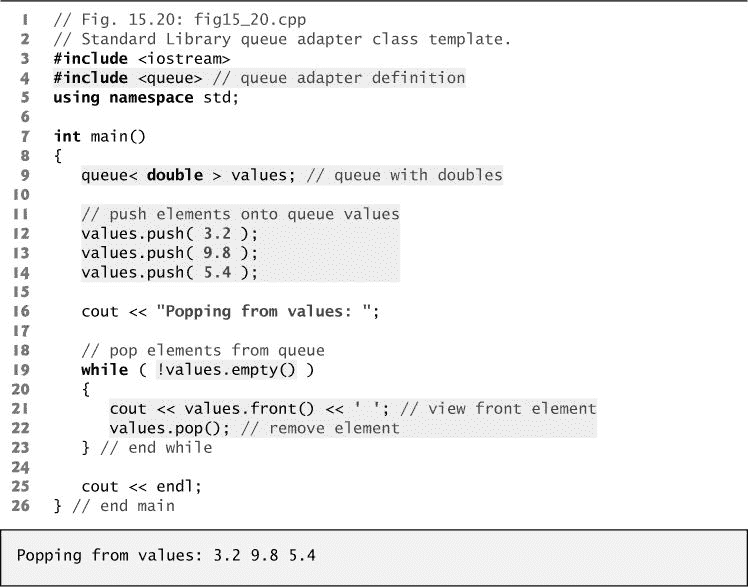 1 // Fig. 15.20: fig15_20.cpp
2 // Standard Library queue adapter class template.
3 #include <iostream>
4 #include <queue> // queue adapter definition
5 using namespace std;
6
7 int main()
8 {
9    queue< double > values; // queue with doubles
10
11    // push elements onto queue values
12    values.push( 3.2 );
13    values.push( 9.8 );
14    values.push( 5.4 );
15
16    cout << "Popping from values: ";
17
18    // pop elements from queue
19    while ( !values.empty() )
20    {
21       cout << values.front() << ' '; // view front element
22       values.pop(); // remove element
23    } // end while
24
25    cout << endl;
26 } // end main
Popping from values: 3.2 9.8 5.4